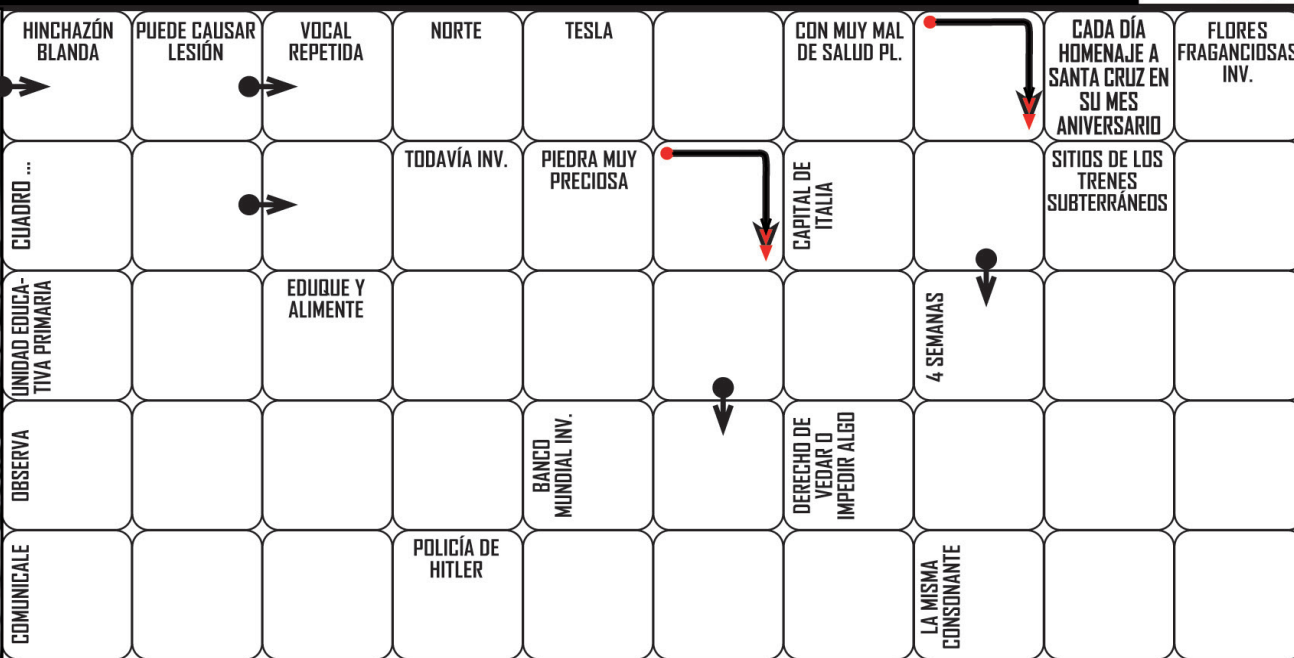 HINCHAZÓN
BLANDA
PUEDE CAUSAR
LESIÓN
VOCAL
REPETIDA
NORTE
TESLA
CON MUY MAL
DE SALUD PL.
CADA DÍA
HOMENAJE A
SANTA CRUZ EN
SU MES
ANIVERSARIO
FLORES
FRAGANCIOSAS
INV.
CUADRO ...
TODAVÍA INV.
PIEDRA MUY
PRECIOSA
CAPITAL DE
ITALIA
SITIOS DE LOS
TRENES
SUBTERRÁNEOS
UNIDAD EDUCA-
TIVA PRIMARIA
EDUQUE Y
ALIMENTE
4 SEMANAS
OBSERVA
BANCO
MUNDIAL INV.
DERECHO DE
VEDAR O
IMPEDIR ALGO
COMUNICALE
POLICÍA DE
HITLER
LA MISMA
CONSONANTE